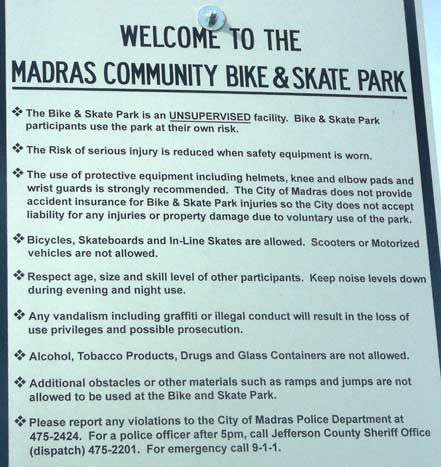 WELCOME TO THE
MADRAS COMMUNITY BIKE & SKATE PARK
❖ The Bike & Skate Park is an UNSUPERVISED facility. Bike & Skate Park
participants use the park at their own risk.
❖ The Risk of serious injury is reduced when safety equipment is worn.
❖ The use of protective equipment including helmets, knee and elbow pads and
wrist guards is strongly recommended. The City of Madras does not provide
accident insurance for Bike & Skate Park injuries so the City does not accept
liability for any injuries or property damage due to voluntary use of the park.
❖ Bicycles, Skateboards and In-Line Skates are allowed. Scooters or Motorized
vehicles are not allowed.
❖ Respect age, size and skill level of other participants. Keep noise levels down
during evening and night use.
❖ Any vandalism including graffiti or illegal conduct will result in the loss of
use privileges and possible prosecution.
❖ Alcohol, Tobacco Products, Drugs and Glass Containers are not allowed.
❖ Additional obstacles or other materials such as ramps and jumps are not
allowed to be used at the Bike and Skate Park.
❖ Please report any violations to the City of Madras Police Department at
475-2424. For a police officer after 5pm, call Jefferson County Sheriff Office
(dispatch) 475-2201. For emergency call 9-1-1.